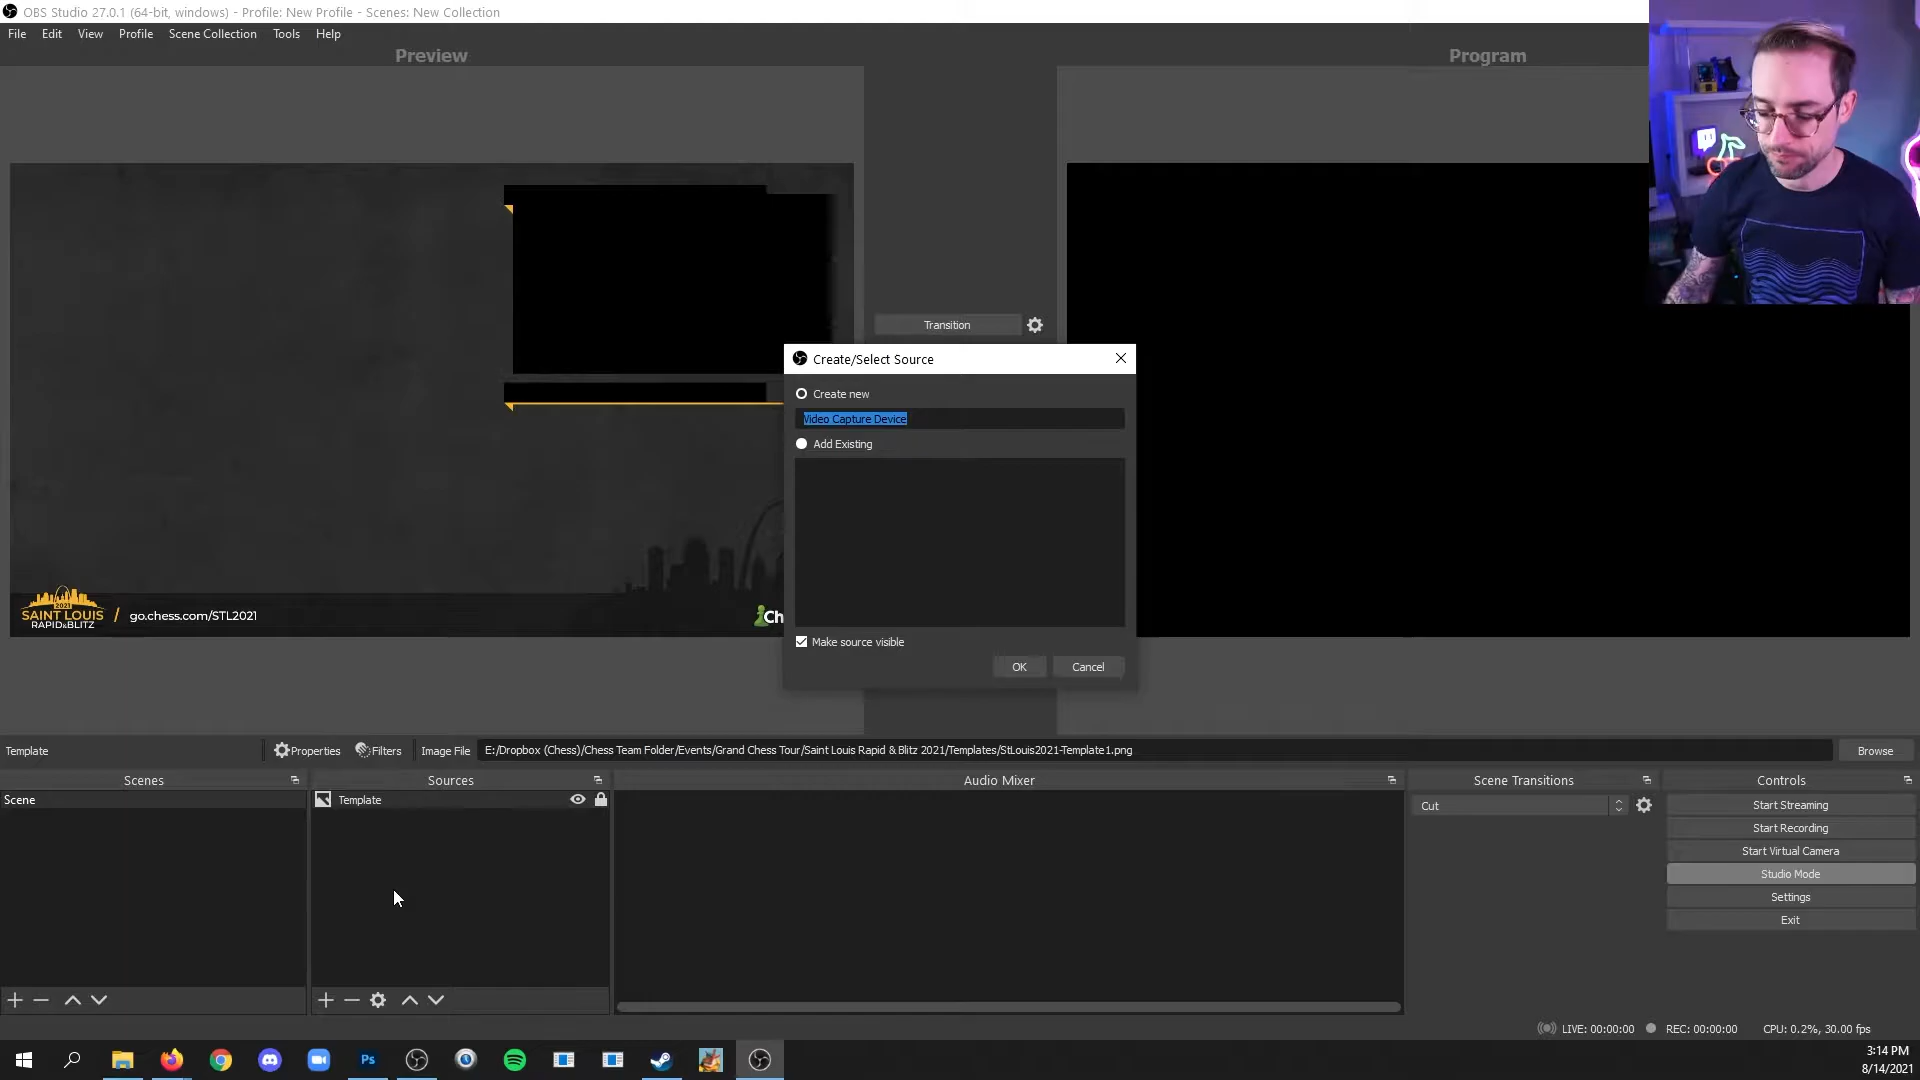 OBS Studio 27.0.1 (64-bit, windows) - Profile: New Profile - Scenes: New Collection
File Edit View Profile Scene Collection Tools Help
Preview
Program
Transition
Create/Select Source
Create new
Video Capture Device
Add Existing
Make source visible
OK Cancel
2021
SAINT LOUIS
RAPID&BLITZ
/ go.chess.com/STL2021
Ch
Template
Properties
Filters
Image File
E:/Dropbox (Chess)/Chess Team Folder/Events/Grand Chess Tour/Saint Louis Rapid & Blitz 2021/Templates/StLouis2021-Template1.png
Browse
Scenes
Sources
Audio Mixer
Scene Transitions
Controls
Scene
Template
Cut
Start Streaming
Start Recording
Start Virtual Camera
Studio Mode
Settings
Exit
LIVE: 00:00:00
REC: 00:00:00
CPU: 0.2%, 30.00 fps
Ps
3:14 PM
8/14/2021